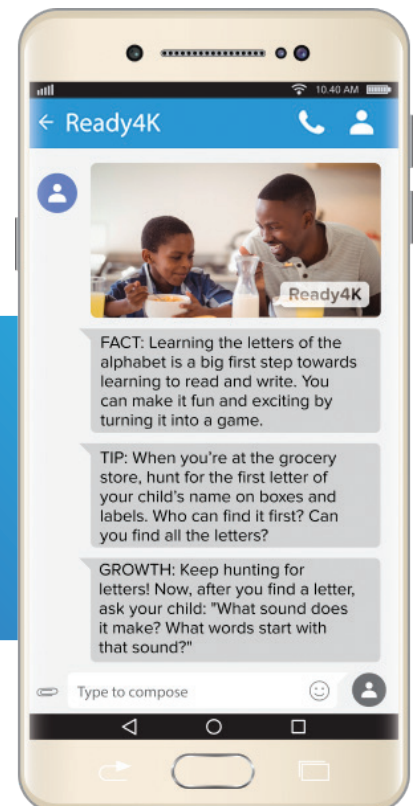 10.40 AM
Ready4K
Ready4K
FACT: Learning the letters of the
alphabet is a big first step towards
learning to read and write. You
can make it fun and exciting by
turning it into a game.
TIP: When you're at the grocery
store, hunt for the first letter of
your child's name on boxes and
labels. Who can find it first? Can
you find all the letters?
GROWTH: Keep hunting for
letters! Now, after you find a letter,
ask your child: "What sound does
it make? What words start with
that sound?"
Type to compose